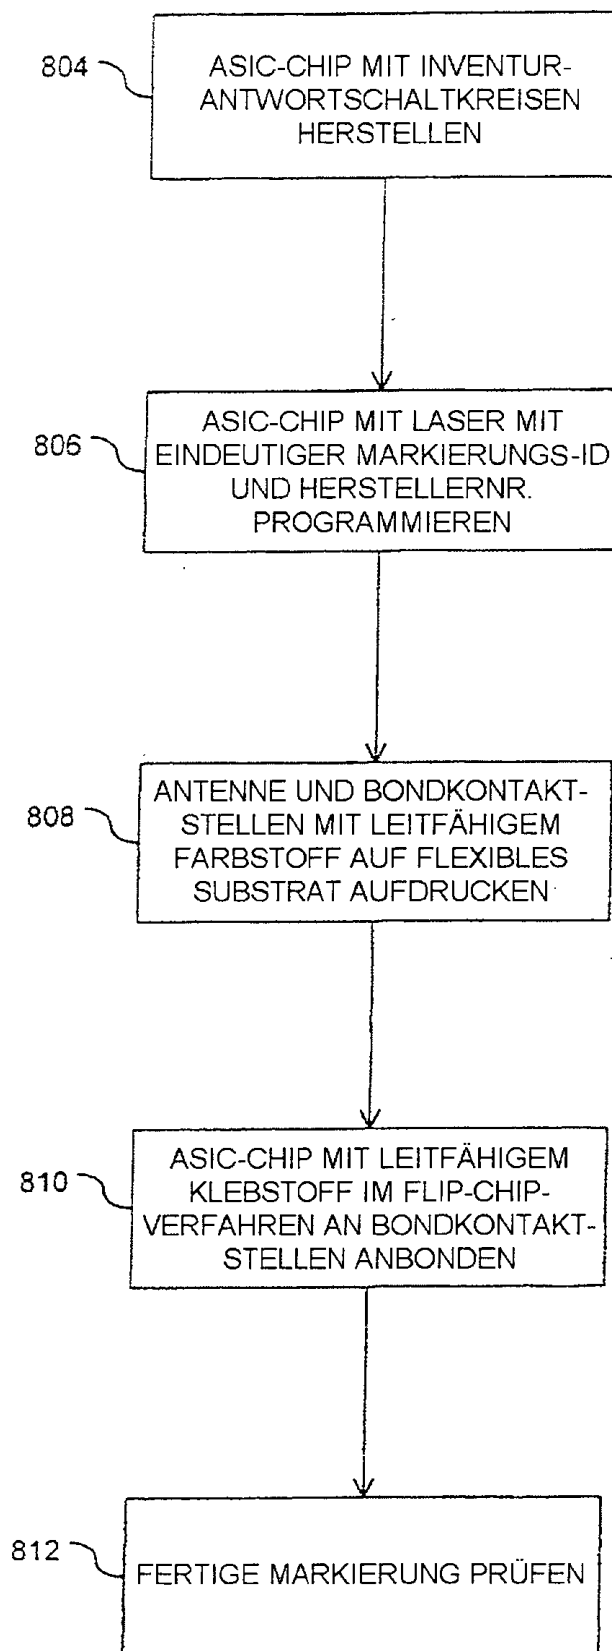 804
ASIC-CHIP MIT INVENTUR-
ANTWORTSCHALTKREISEN
HERSTELLEN
806
ASIC-CHIP MIT LASER MIT
EINDEUTIGER MARKIERUNGS-ID
UND HERSTELLERNR.
PROGRAMMIEREN
808
ANTENNE UND BONDKONTAKT-
STELLEN MIT LEITFÄHIGEM
FARBSTOFF AUF FLEXIBLES
SUBSTRAT AUFDRUCKEN
810
ASIC-CHIP MIT LEITFÄHIGEM
KLEBSTOFF IM FLIP-CHIP-
VERFAHREN AN BONDKONTAKT-
STELLEN ANBONDEN
812
FERTIGE MARKIERUNG PRÜFEN